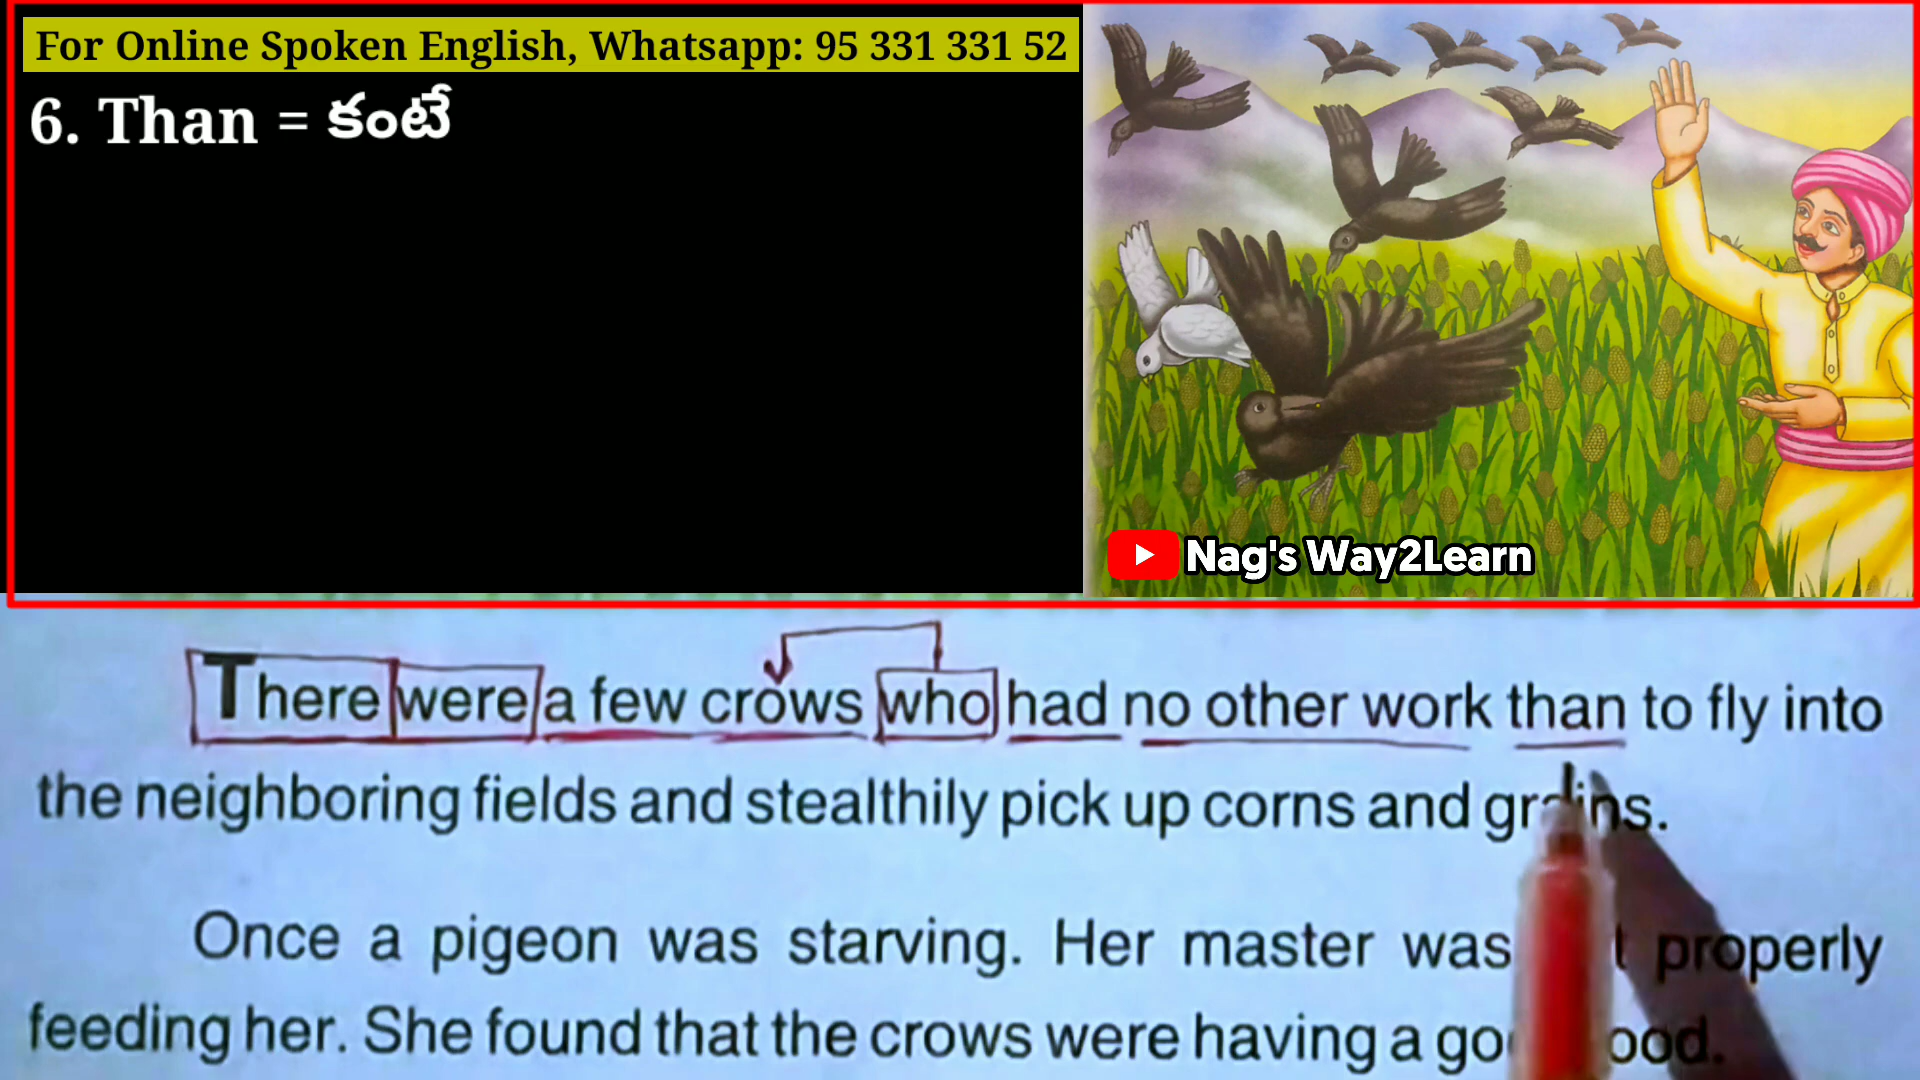 For Online Spoken English, Whatsapp: 95 331 331 52
6. Than = కంటే
Nag's Way2Learn
There were a few crows who had no other work than to fly into
the neighboring fields and stealthily pick up corns and grains.
Once a pigeon was starving. Her master was properly
feeding her. She found that the crows were having a